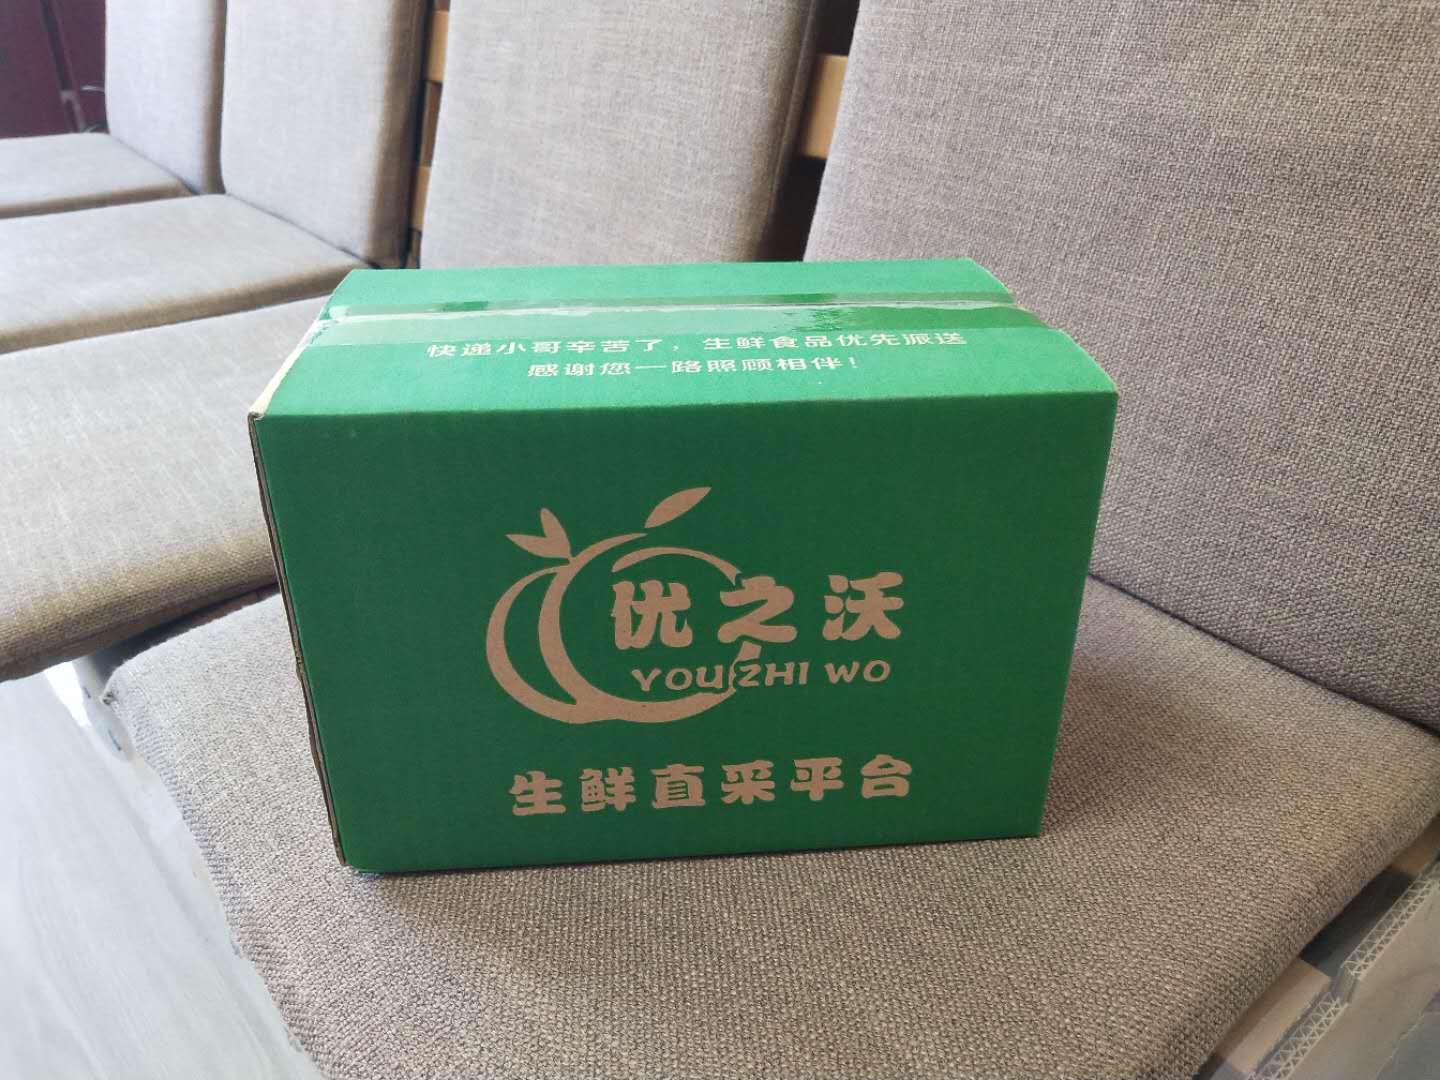 快递小哥辛苦了，生鲜食品优先派送
感谢您一路照顾相伴！
优之沃
YOU ZHI WO
生鲜直采平台